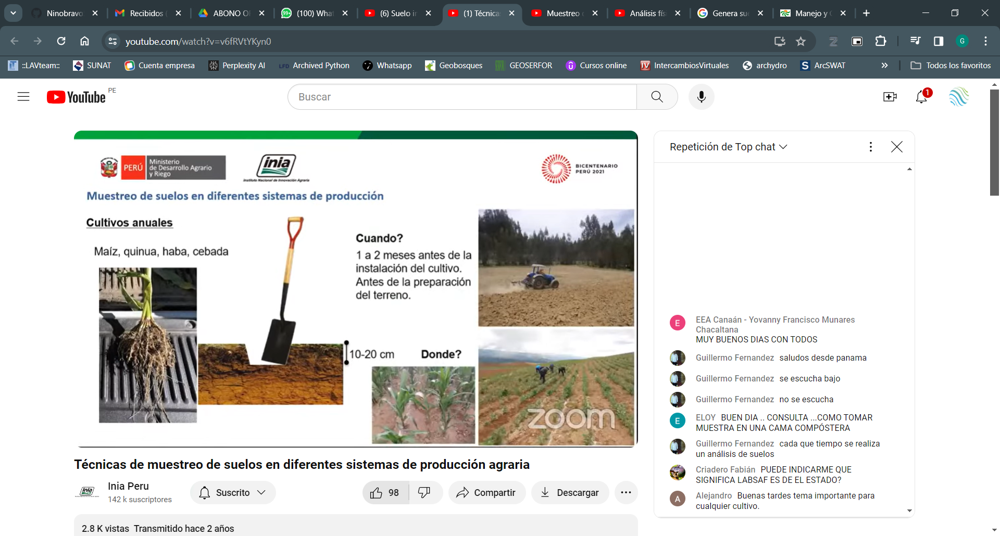 Ninobravo
Recibidos (
ABONO O
(100) What
(6) Suelo i
(1) Técnica
Muestreo
Análisis fís
Genera su
Manejo y
youtube.com/watch?v=v6fRVtYKyn0
G
::LAVteam::
SUNAT
Cuenta empresa
Perplexity AI
LFD Archived Python
Whatsapp
Geobosques
GEOSERFOR
Cursos online
IntercambiosVirtuales
archydro
ArcSWAT
Todos los favoritos
YouTube PE
Buscar
1
PERÚ
Ministerio
de Desarrollo Agrario
y Riego
inia
Instituto Nacional de Innovación Agraria
BICENTENARIO
PERÚ 2021
Muestreo de suelos en diferentes sistemas de producción
Cultivos anuales
Maíz, quinua, haba, cebada
Cuando?
1 a 2 meses antes de la
instalación del cultivo.
Antes de la preparación
del terreno.
10-20 cm
Donde?
zoom
Técnicas de muestreo de suelos en diferentes sistemas de producción agraria
Inia Peru
142 k suscriptores
Suscrito
98
Compartir
Descargar
2.8 K vistas Transmitido hace 2 años
Repetición de Top chat
E
EEA Canaán - Yovanny Francisco Munares
Chacaltana
MUY BUENOS DIAS CON TODOS
Guillermo Fernandez saludos desde panama
Guillermo Fernandez se escucha bajo
Guillermo Fernandez no se escucha
E
ELOY BUEN DIA .. CONSULTA ...COMO TOMAR
MUESTRA EN UNA CAMA COMPÓSTERA
Guillermo Fernandez cada que tiempo se realiza
un análisis de suelos
Criadero Fabián PUEDE INDICARME QUE
SIGNIFICA LABSAF ES DE EL ESTADO?
A
Alejandro Buenas tardes tema importante para
cualquier cultivo.